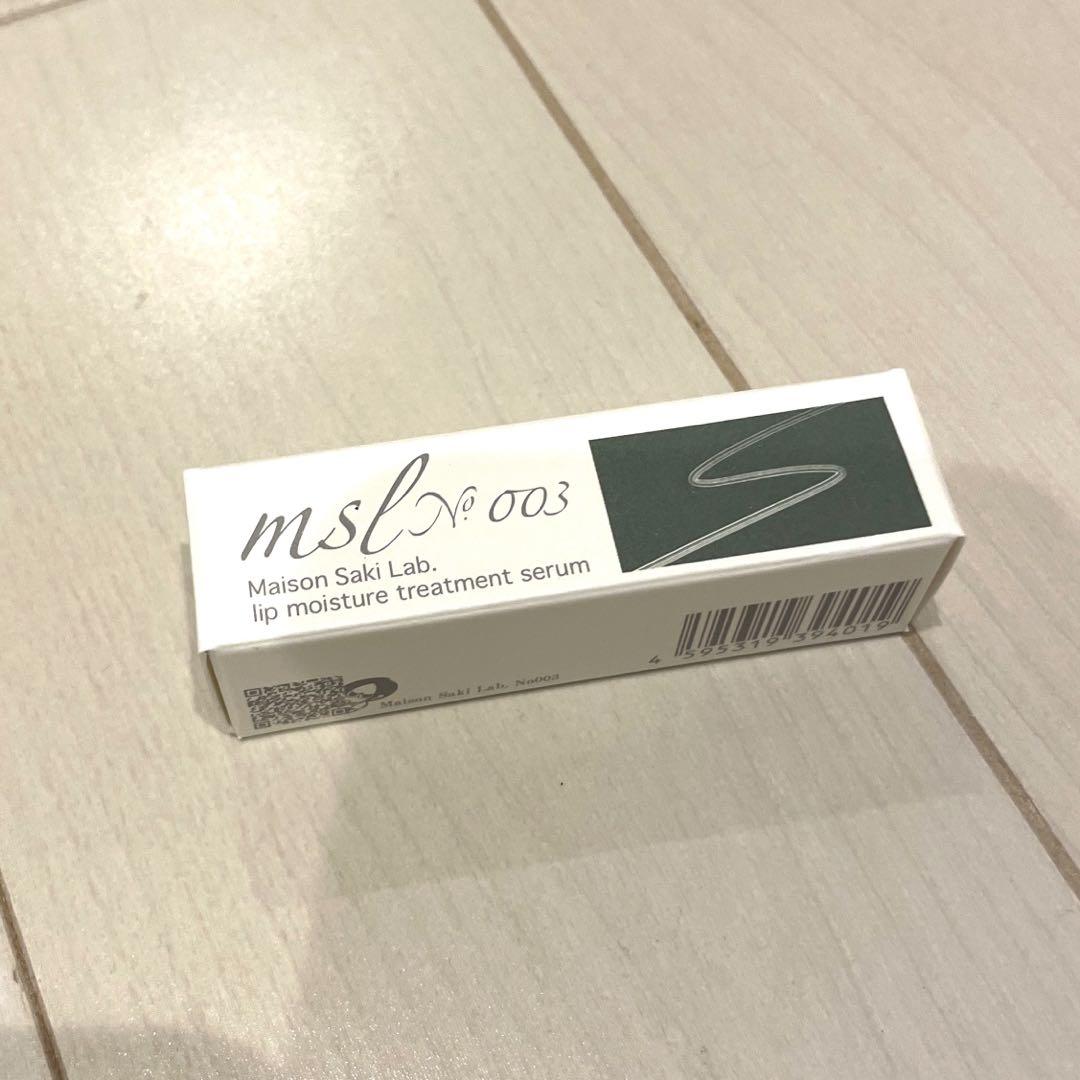 msl No. 003
Maison Saki Lab.
lip moisture treatment serum
4 595319 394019
Maison Saki Lab. No003